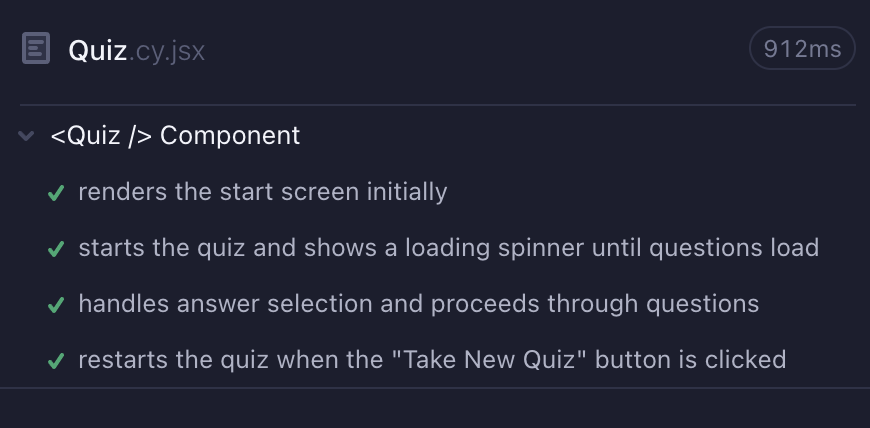 Quiz.cy.jsx 912ms
<Quiz /> Component
renders the start screen initially
starts the quiz and shows a loading spinner until questions load
handles answer selection and proceeds through questions
restarts the quiz when the "Take New Quiz" button is clicked